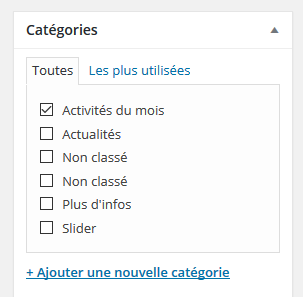 Catégories
Toutes Les plus utilisées
Activités du mois
Actualités
Non classé
Non classé
Plus d'infos
Slider
+ Ajouter une nouvelle catégorie